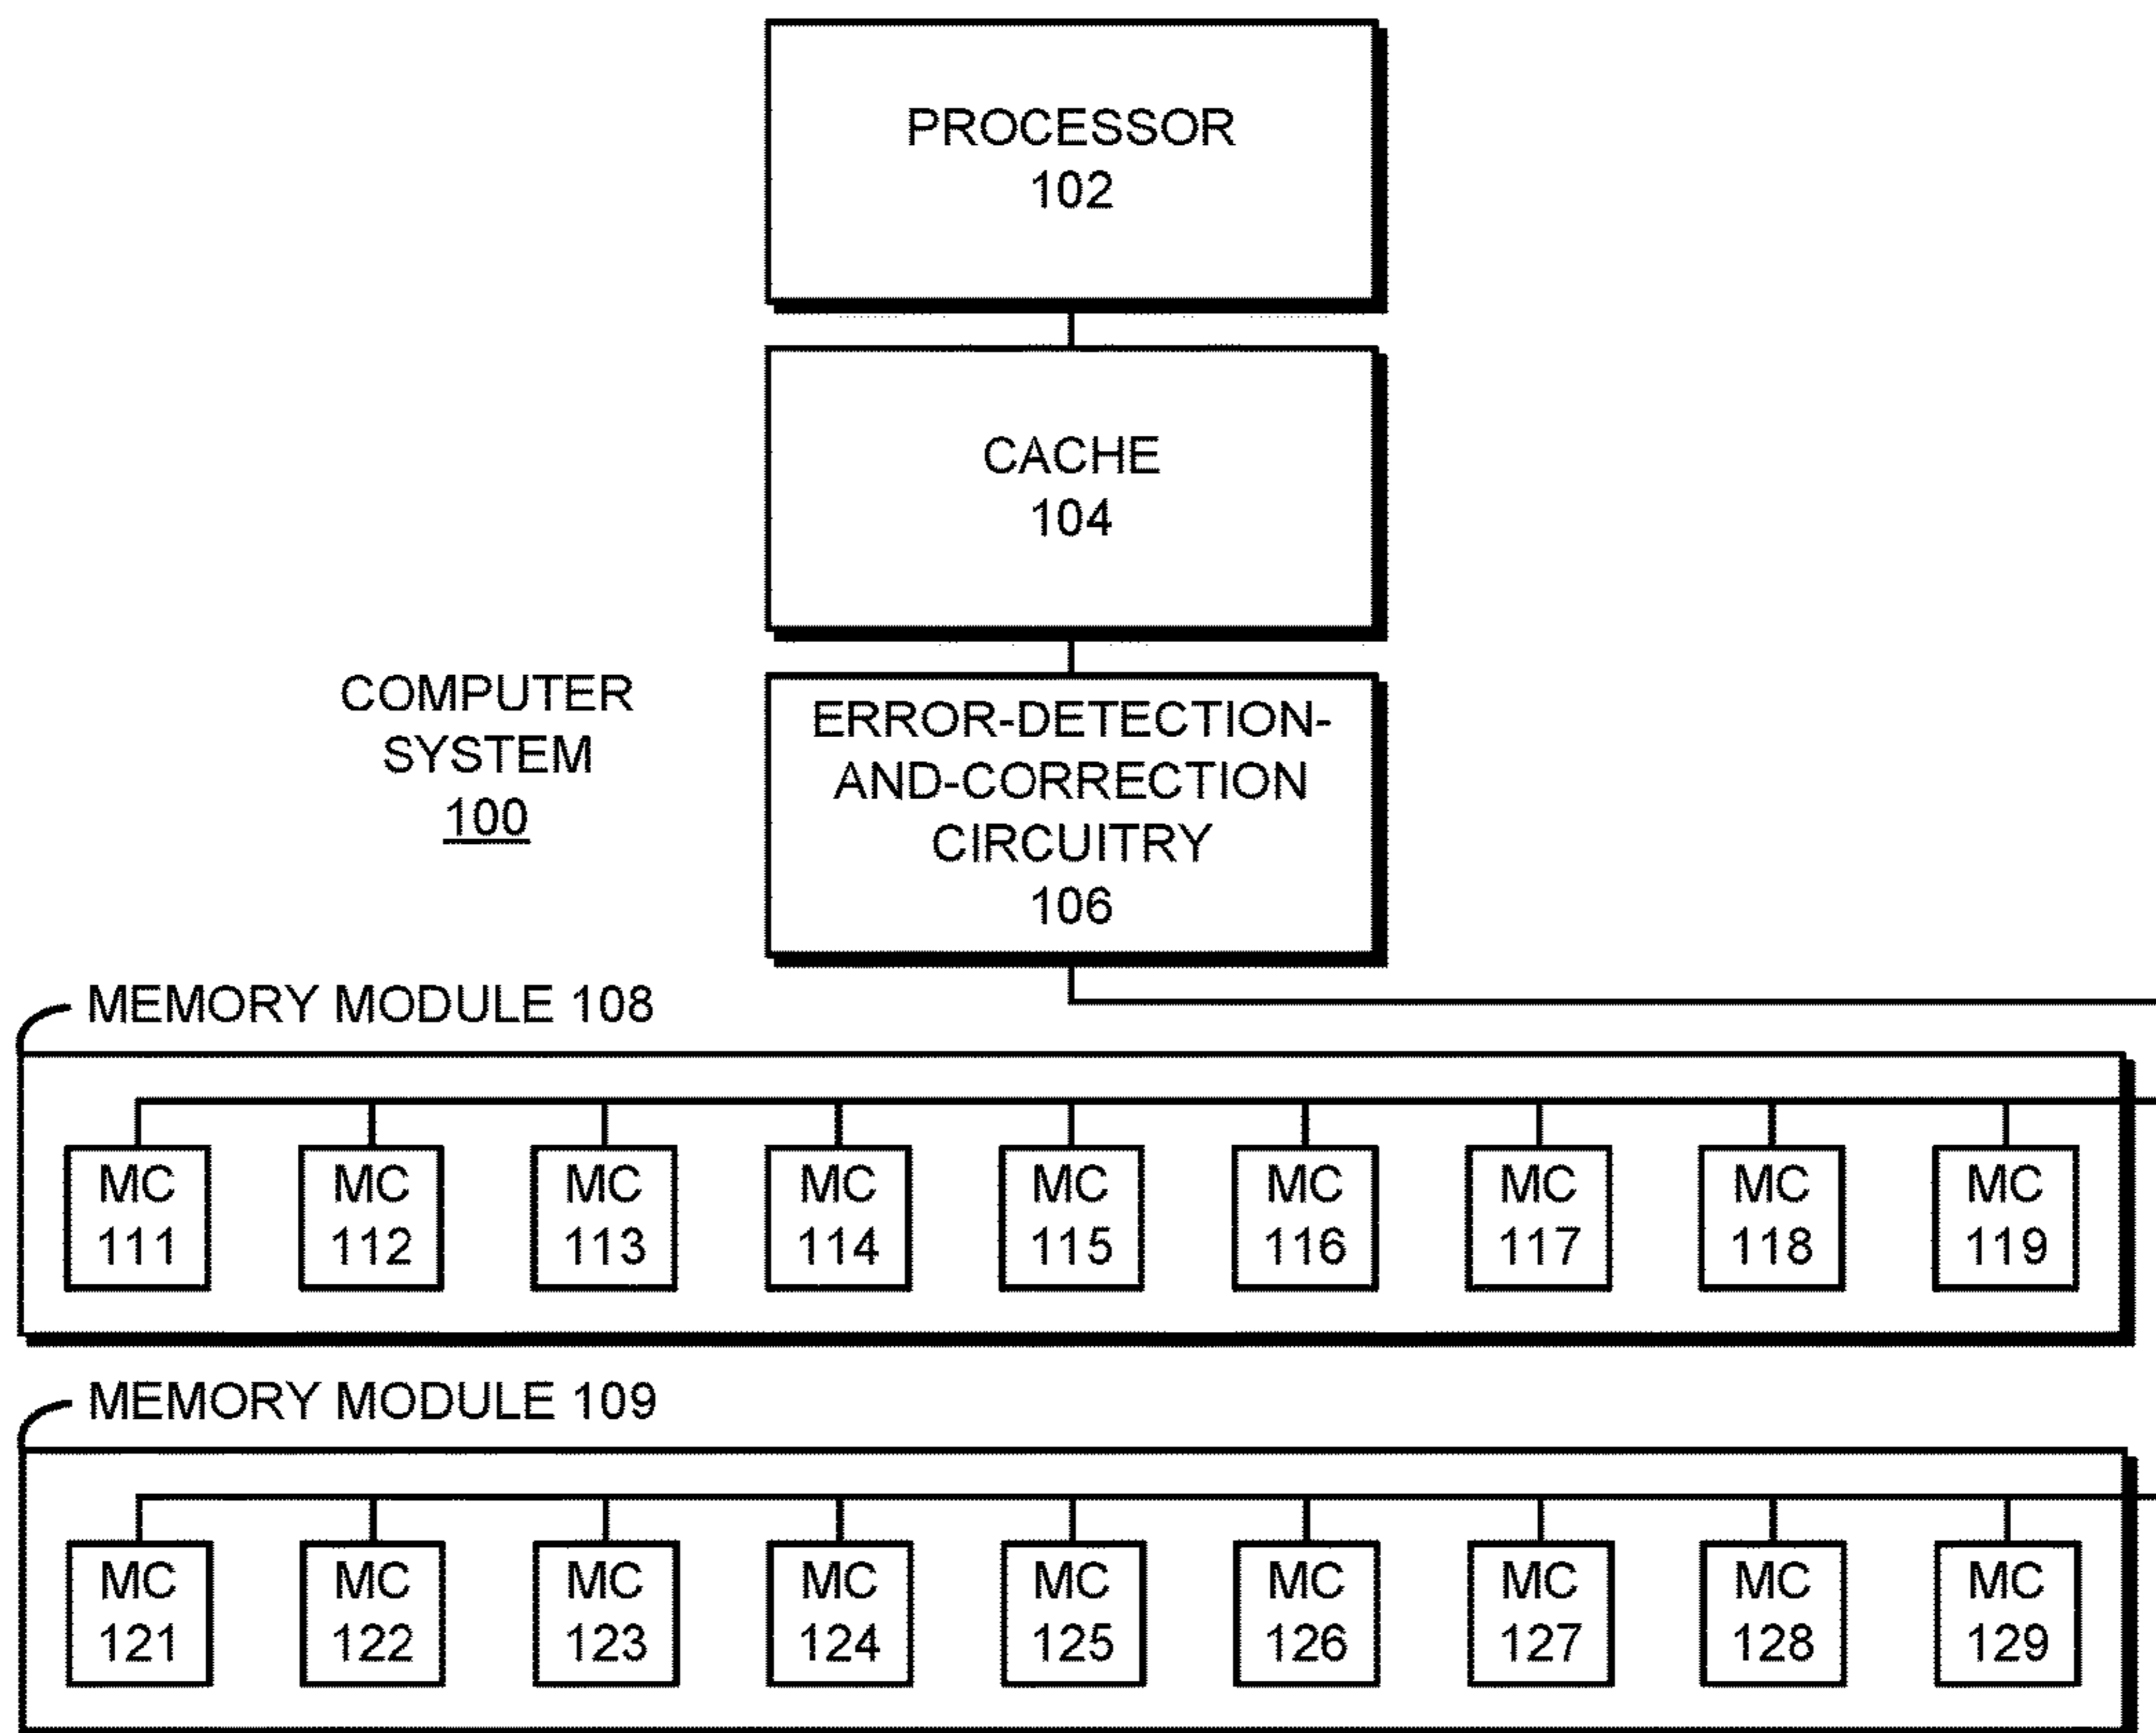 PROCESSOR
102
CACHE
104
COMPUTER
SYSTEM
100
ERROR-DETECTION-
AND-CORRECTION
CIRCUITRY
106
MEMORY MODULE 108
MC MC MC MC MC MC MC MC MC
111 112 113 114 115 116 117 118 119
MEMORY MODULE 109
MC MC MC MC MC MC MC MC MC
121 122 123 124 125 126 127 128 129